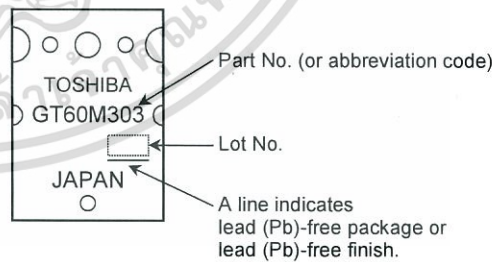 TOSHIBA
GT60M303
JAPAN
Part No. (or abbreviation code)
Lot No.
A line indicates
lead (Pb)-free package or
lead (Pb)-free finish.